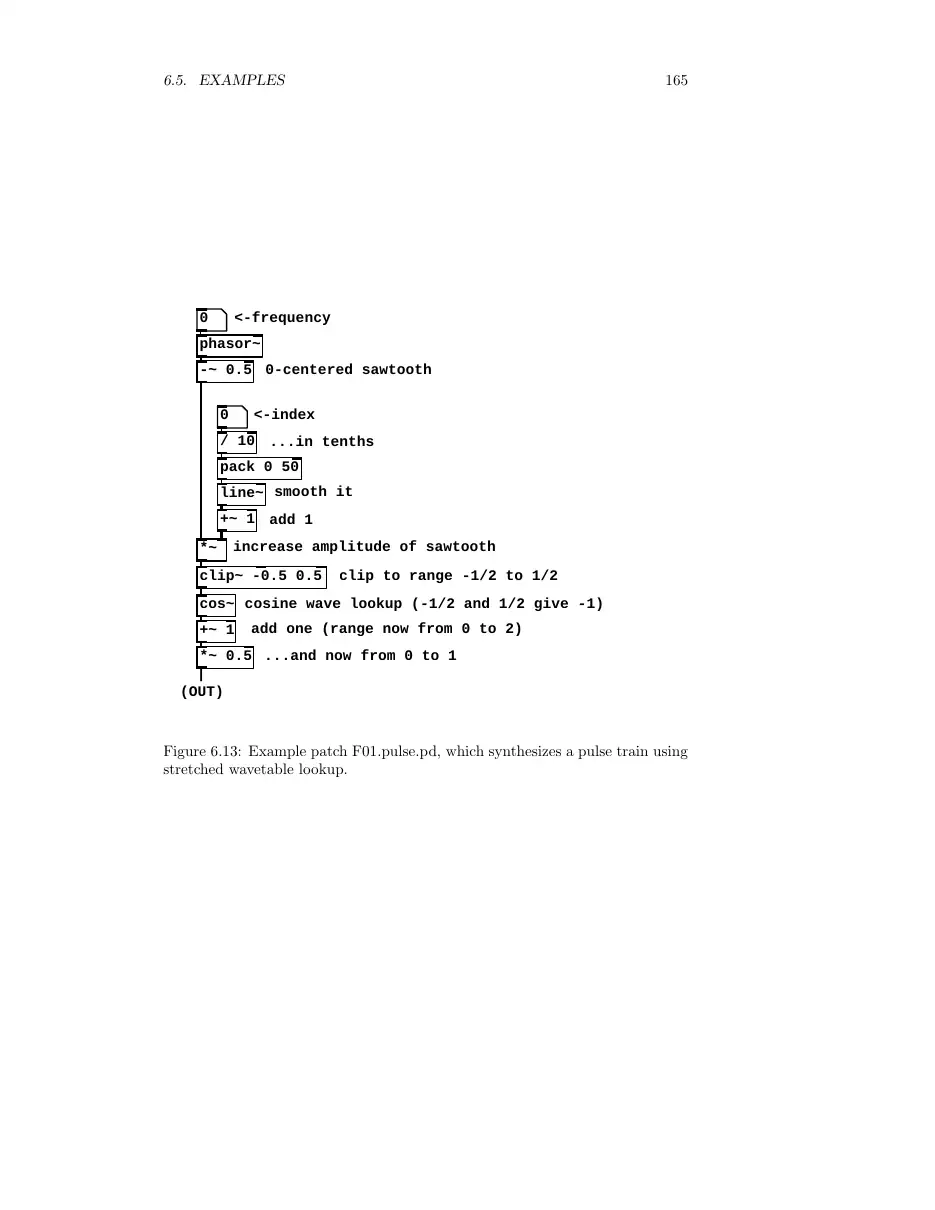 6.5. EXAMPLES 165
0 <-frequency
phasor~
-~ 0.5 0-centered sawtooth
0 <-index
/ 10 ...in tenths
pack 0 50
line~ smooth it
+~ 1 add 1
*~ increase amplitude of sawtooth
clip~ -0.5 0.5 clip to range -1/2 to 1/2
cos~ cosine wave lookup (-1/2 and 1/2 give -1)
+~ 1 add one (range now from 0 to 2)
*~ 0.5 ...and now from 0 to 1
(OUT)
Figure 6.13: Example patch F01.pulse.pd, which synthesizes a pulse train using
stretched wavetable lookup.